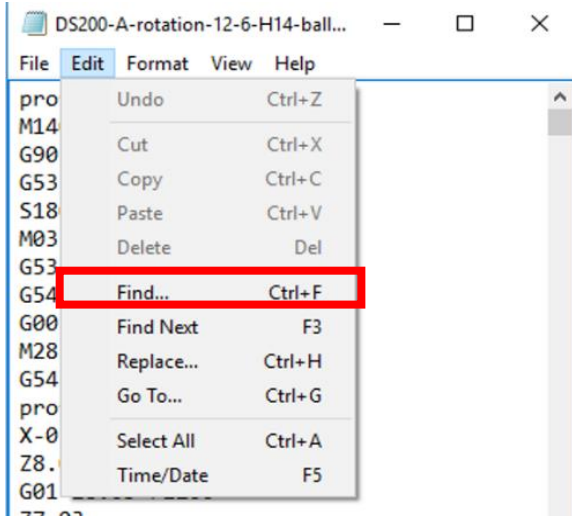 DS200-A-rotation-12-6-H14-ball...
File Edit Format View Help
pro
Undo Ctrl+Z
M14
G90
Cut Ctrl+X
G53
Copy Ctrl+C
S18
Paste Ctrl+V
M03
Delete Del
G53
G54
Find... Ctrl+F
G00
Find Next F3
M28
Replace... Ctrl+H
G54
Go To... Ctrl+G
pro
X-0
Select All Ctrl+A
Z8.
Time/Date F5
G01